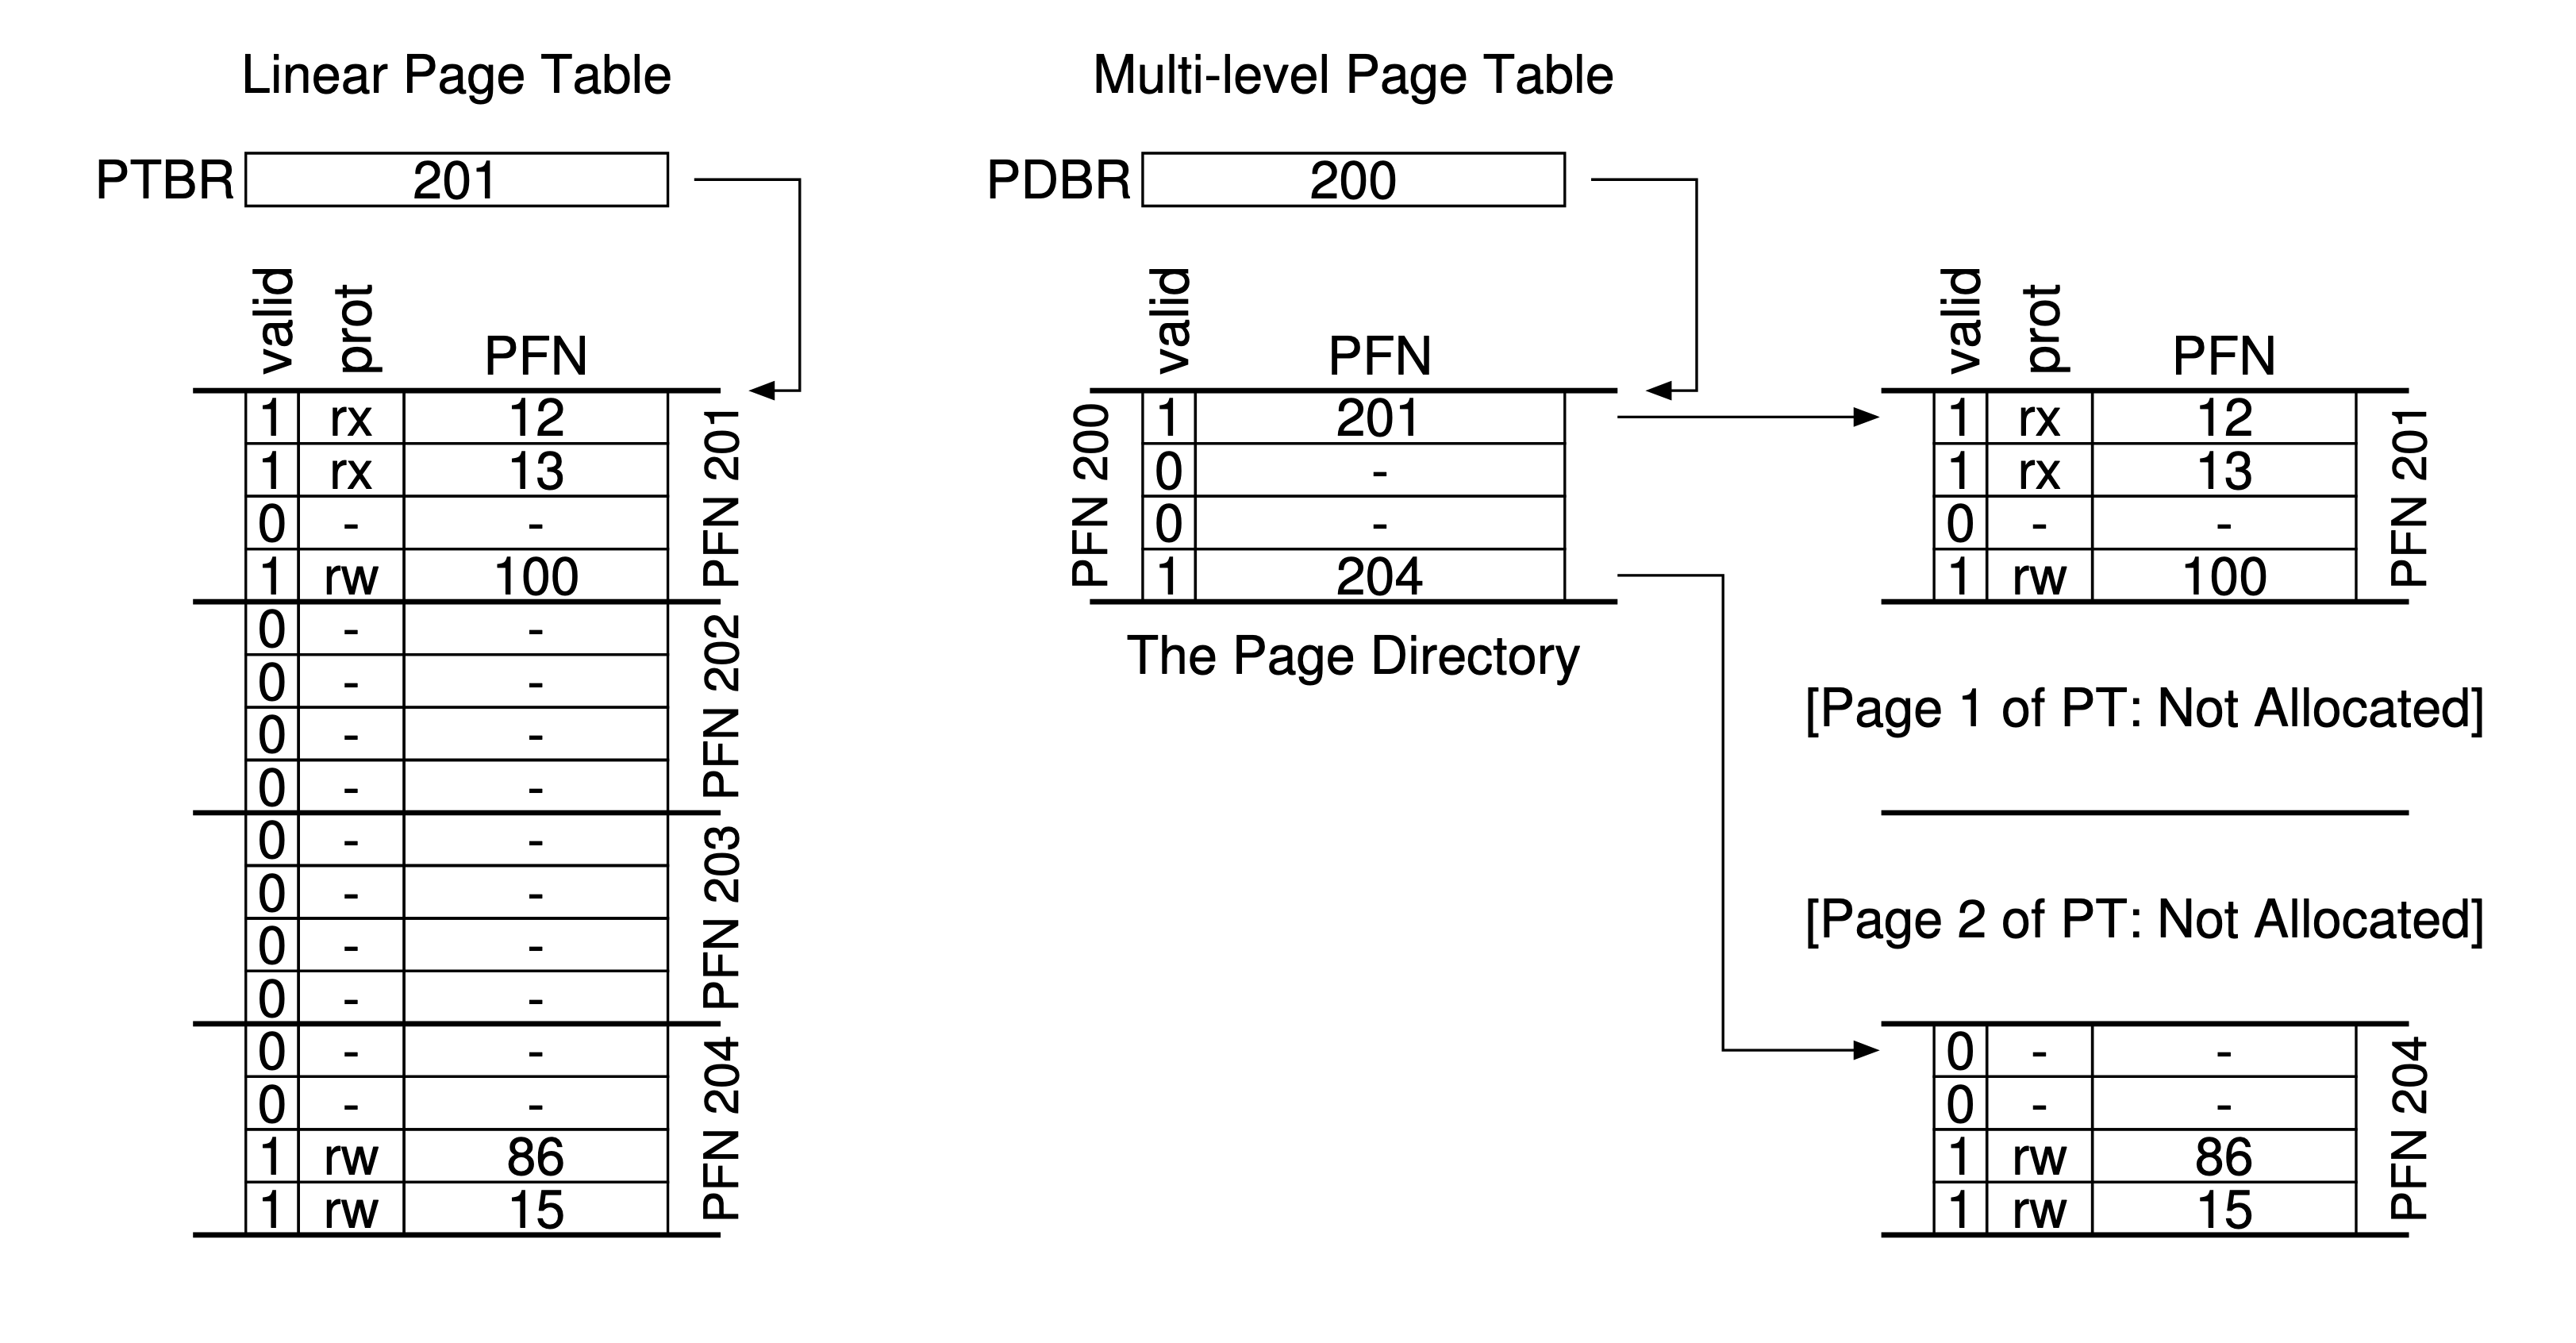 Linear Page Table
PTBR 201
valid prot PFN
1 rx 12
1 rx 13
0 - -
1 rw 100
PFN 201
0 - -
0 - -
0 - -
0 - -
PFN 202
0 - -
0 - -
0 - -
0 - -
PFN 203
0 - -
0 - -
1 rw 86
1 rw 15
PFN 204
Multi-level Page Table
PDBR 200
valid PFN
PFN 200
1 201
0 -
0 -
1 204
The Page Directory
valid prot PFN
1 rx 12
1 rx 13
0 - -
1 rw 100
PFN 201
[Page 1 of PT: Not Allocated]
[Page 2 of PT: Not Allocated]
0 - -
0 - -
1 rw 86
1 rw 15
PFN 204